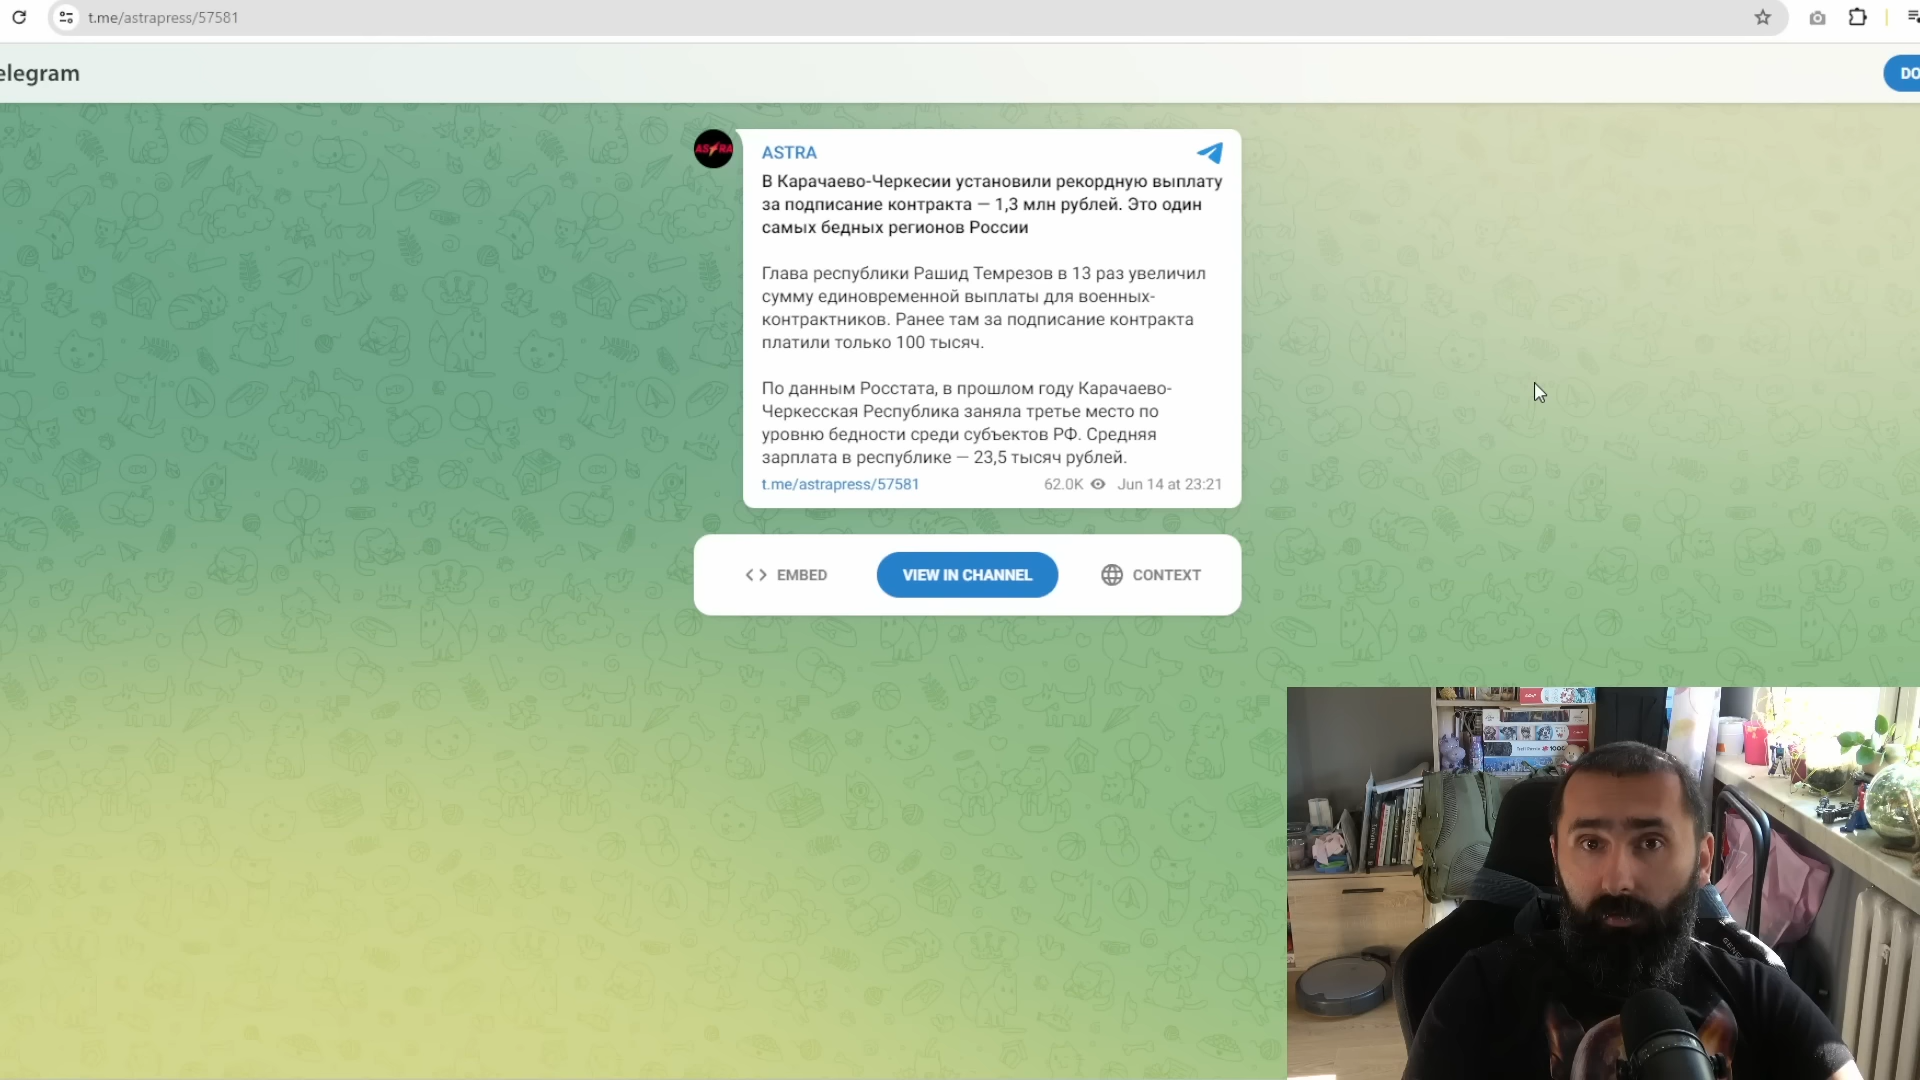 t.me/astrapress/57581
elegram
DO
ASTRA
ASTRA
В Карачаево-Черкесии установили рекордную выплату
за подписание контракта — 1,3 млн рублей. Это один
самых бедных регионов России
Глава республики Рашид Темрезов в 13 раз увеличил
сумму единовременной выплаты для военных-
контрактников. Ранее там за подписание контракта
платили только 100 тысяч.
По данным Росстата, в прошлом году Карачаево-
Черкесская Республика заняла третье место по
уровню бедности среди субъектов РФ. Средняя
зарплата в республике — 23,5 тысяч рублей.
t.me/astrapress/57581 62.0K Jun 14 at 23:21
EMBED VIEW IN CHANNEL CONTEXT